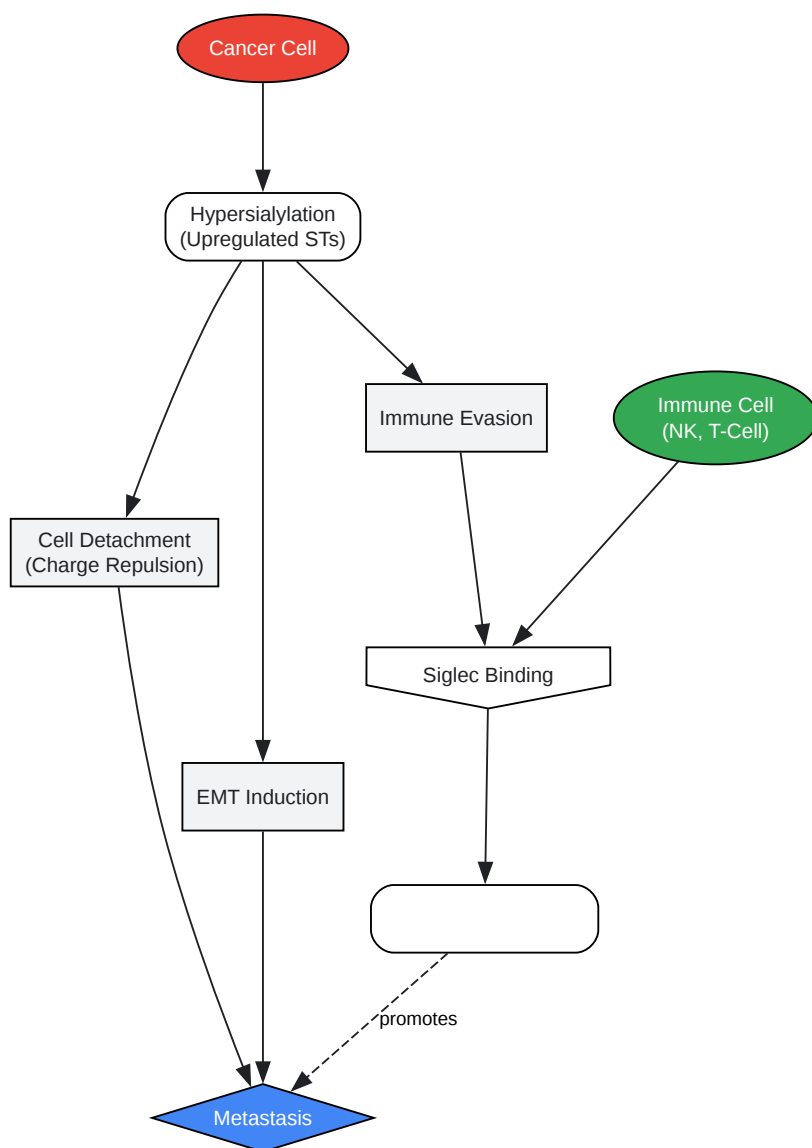 Cancer Cell
Hypersialylation
(Upregulated STs)
Immune Evasion
Immune Cell
(NK, T-Cell)
Cell Detachment
(Charge Repulsion)
Siglec Binding
EMT Induction
promotes
Metastasis